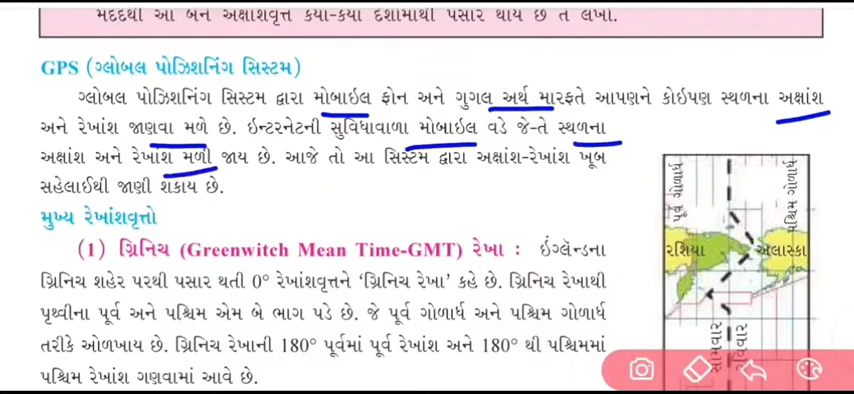 મદદથી આ બંને અક્ષાંશવૃત્ત કયા-કયા દેશોમાંથી પસાર થાય છે તે લખો.
GPS (ગ્લોબલ પોઝિશનિંગ સિસ્ટમ)
ગ્લોબલ પોઝિશનિંગ સિસ્ટમ દ્વારા મોબાઇલ ફોન અને ગુગલ અર્થ મારફતે આપણને કોઇપણ સ્થળના અક્ષાંશ
અને રેખાંશ જાણવા મળે છે. ઇન્ટરનેટની સુવિધાવાળા મોબાઇલ વડે જે-તે સ્થળના
અક્ષાંશ અને રેખાંશ મળી જાય છે. આજે તો આ સિસ્ટમ દ્વારા અક્ષાંશ-રેખાંશ ખૂબ
સહેલાઈથી જાણી શકાય છે.
મુખ્ય રેખાંશવૃત્તો
(1) ગ્રિનિચ (Greenwitch Mean Time-GMT) રેખા : ઇંગ્લૅન્ડના
ગ્રિનિચ શહેર પરથી પસાર થતી 0° રેખાંશવૃત્તને ‘ગ્રિનિચ રેખા’ કહે છે. ગ્રિનિચ રેખાથી
પૃથ્વીના પૂર્વ અને પશ્ચિમ એમ બે ભાગ પડે છે. જે પૂર્વ ગોળાર્ધ અને પશ્ચિમ ગોળાર્ધ
તરીકે ઓળખાય છે. ગ્રિનિચ રેખાની 180° પૂર્વમાં પૂર્વ રેખાંશ અને 180° થી પશ્ચિમમાં
પશ્ચિમ રેખાંશ ગણવામાં આવે છે.
પૂર્વ ગોળાર્ધ
પશ્ચિમ ગોળાર્ધ
રશિયા
અલાસ્કા
સોમવાર
રવિવાર